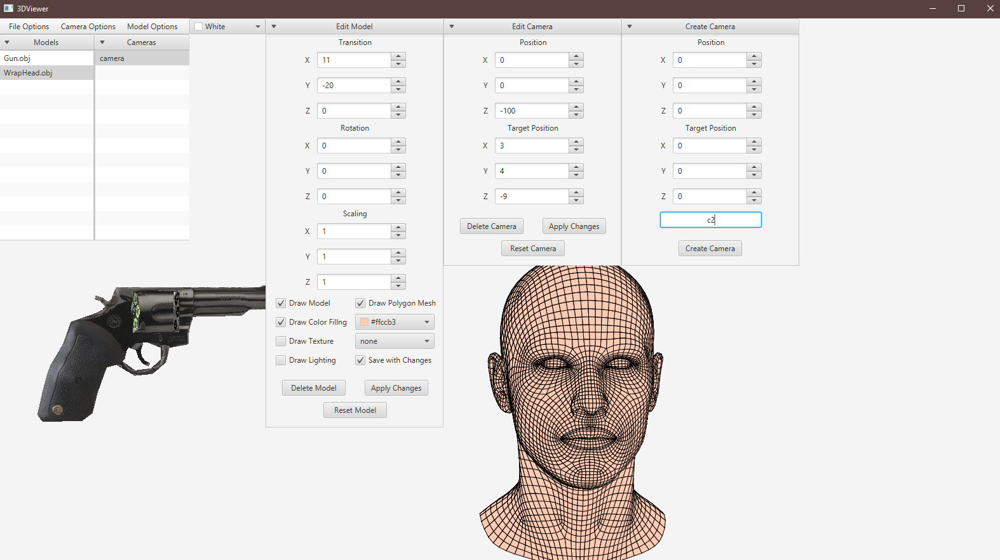 3DViewer
File Options Camera Options Model Options White
Models Cameras
Gun.obj camera
WrapHead.obj
Edit Model
Transition
X 11
Y -20
Z 0
Rotation
X 0
Y 0
Z 0
Scaling
X 1
Y 1
Z 1
Draw Model Draw Polygon Mesh
Draw Color Fillng #ffccb3
Draw Texture none
Draw Lighting Save with Changes
Delete Model Apply Changes
Reset Model
Edit Camera
Position
X 0
Y 0
Z -100
Target Position
X 3
Y 4
Z -9
Delete Camera Apply Changes
Reset Camera
Create Camera
Position
X 0
Y 0
Z 0
Target Position
X 0
Y 0
Z 0
c2
Create Camera